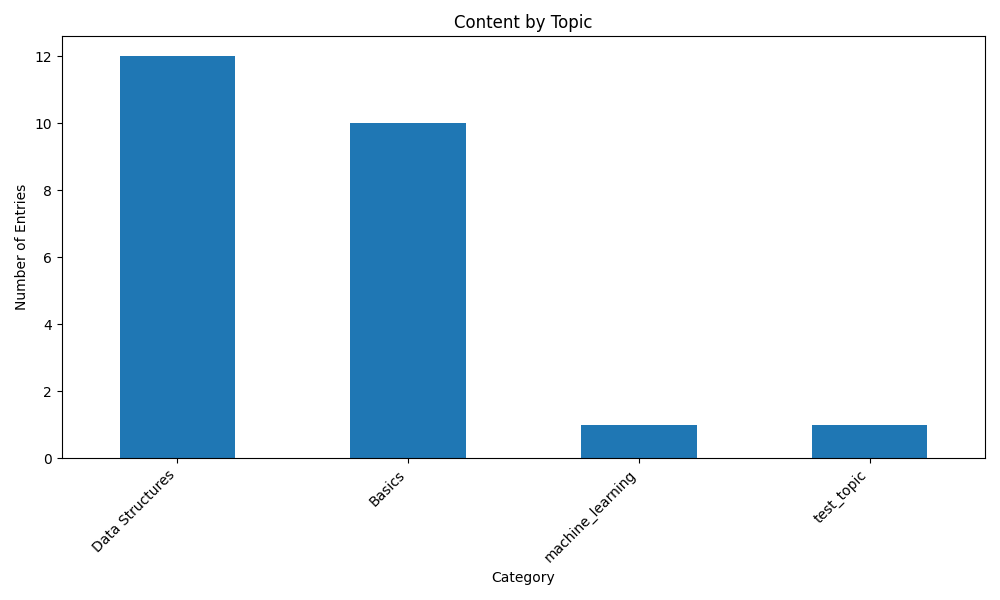 Content by Topic
12
10
8
6
4
2
0
Number of Entries
Data Structures
Basics
machine_learning
test_topic
Category